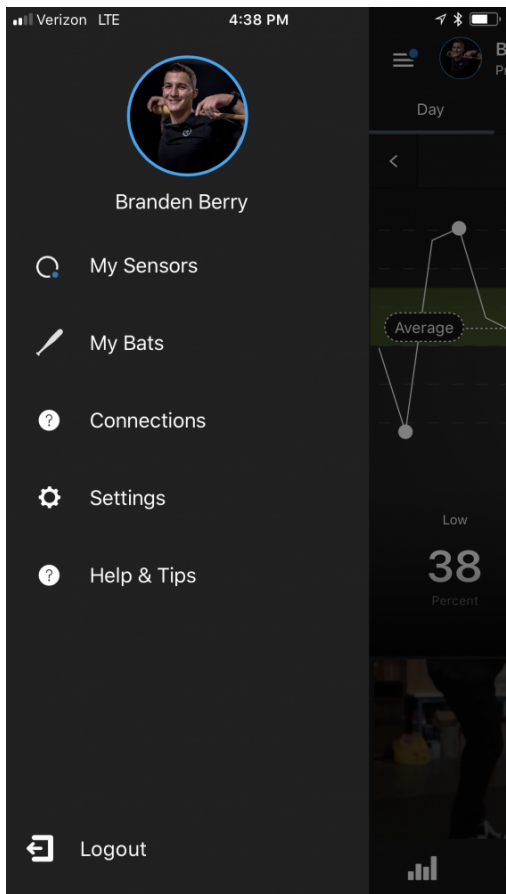 Verizon LTE 4:38 PM
B
Pr
Branden Berry
Day
My Sensors
My Bats
Average
? Connections
Settings
Low
38
Percent
? Help & Tips
Logout